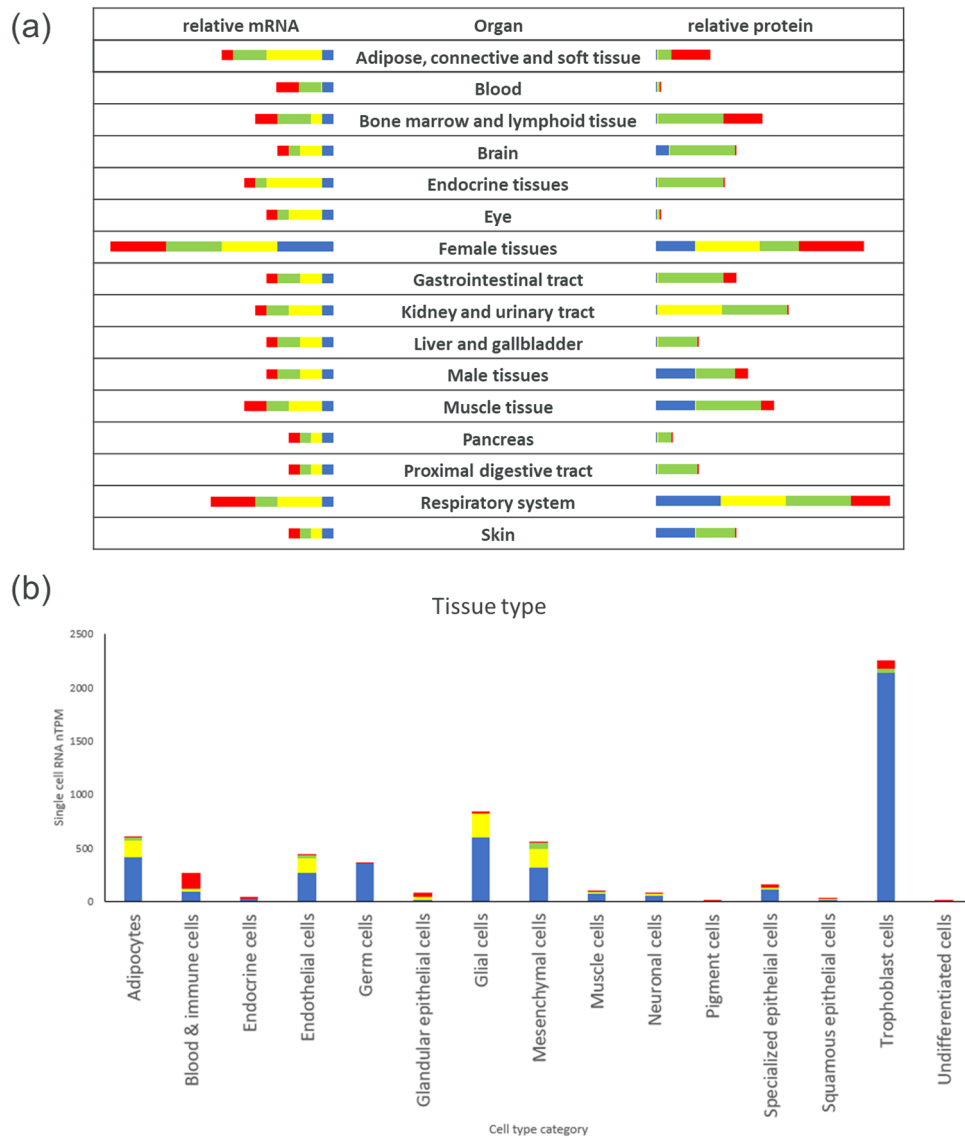 (a)
relative mRNA Organ relative protein
Adipose, connective and soft tissue
Blood
Bone marrow and lymphoid tissue
Brain
Endocrine tissues
Eye
Female tissues
Gastrointestinal tract
Kidney and urinary tract
Liver and gallbladder
Male tissues
Muscle tissue
Pancreas
Proximal digestive tract
Respiratory system
Skin
(b)
Tissue type
Single cell RNA nTPM
2500
2000
1500
1000
500
0
Adipocytes
Blood & immune cells
Endocrine cells
Endothelial cells
Germ cells
Glandular epithelial cells
Glial cells
Mesenchymal cells
Muscle cells
Neuronal cells
Pigment cells
Specialized epithelial cells
Squamous epithelial cells
Trophoblast cells
Undifferentiated cells
Cell type category